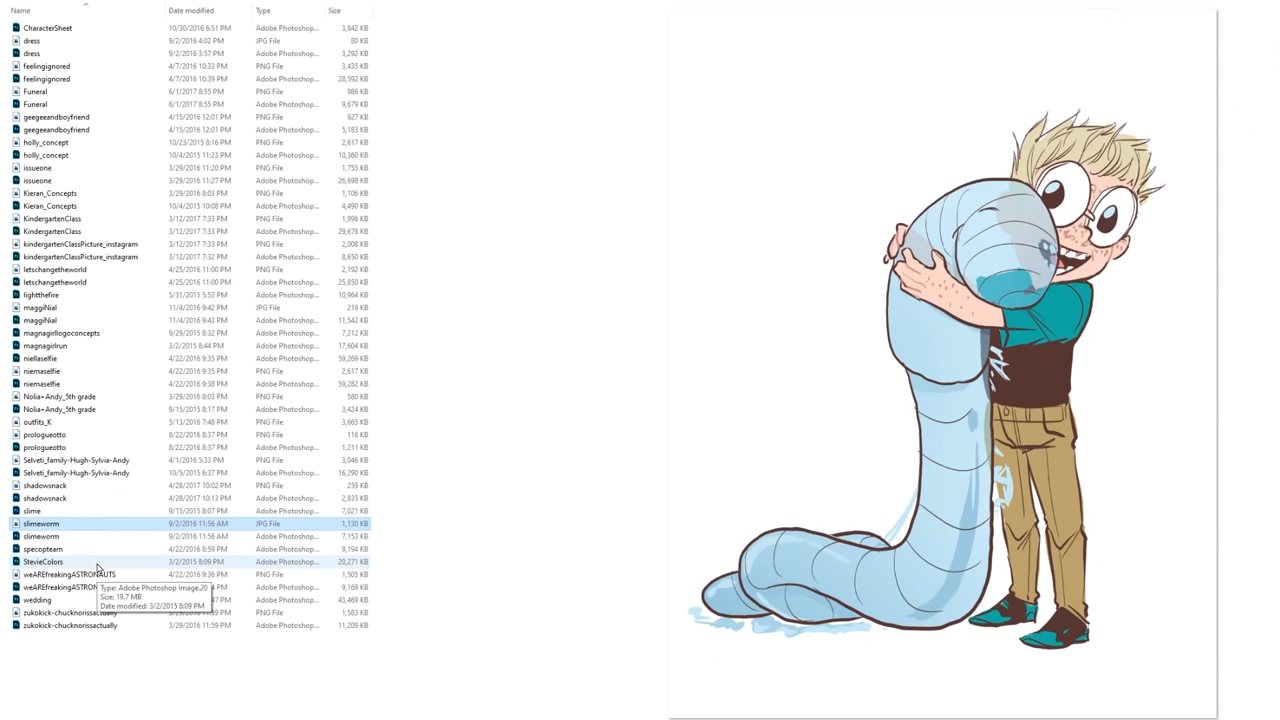 Name Date modified Type Size
CharacterSheet 10/30/2016 6:51 PM Adobe Photoshop... 3,842 KB
dress 9/2/2016 4:02 PM JPG File 80 KB
dress 9/2/2016 3:57 PM Adobe Photoshop... 3,292 KB
feelingignored 4/7/2016 10:33 PM PNG File 3,435 KB
feelingignored 4/7/2016 10:39 PM Adobe Photoshop... 28,592 KB
Funeral 6/1/2017 8:55 PM PNG File 986 KB
Funeral 6/1/2017 8:55 PM Adobe Photoshop... 9,679 KB
geegeeandboyfriend 4/15/2016 12:01 PM PNG File 927 KB
geegeeandboyfriend 4/15/2016 12:01 PM Adobe Photoshop... 5,183 KB
holly_concept 10/23/2015 8:16 PM PNG File 2,617 KB
holly_concept 10/4/2015 11:23 PM Adobe Photoshop... 10,360 KB
issueone 3/29/2016 11:20 PM PNG File 1,755 KB
issueone 3/29/2016 11:27 PM Adobe Photoshop... 26,698 KB
Kieran_Concepts 3/29/2016 8:03 PM PNG File 1,106 KB
Kieran_Concepts 10/4/2015 10:08 PM Adobe Photoshop... 4,490 KB
KindergartenClass 3/12/2017 7:33 PM PNG File 1,996 KB
KindergartenClass 3/12/2017 7:33 PM Adobe Photoshop... 29,678 KB
kindergartenClassPicture_instagram 3/12/2017 7:33 PM PNG File 2,008 KB
kindergartenClassPicture_instagram 3/12/2017 7:32 PM Adobe Photoshop... 8,650 KB
letschangetheworld 4/25/2016 11:00 PM PNG File 2,192 KB
letschangetheworld 4/25/2016 11:00 PM Adobe Photoshop... 25,850 KB
lightthefire 5/31/2015 5:53 PM Adobe Photoshop... 10,964 KB
maggiNial 11/4/2016 9:42 PM JPG File 219 KB
maggiNial 11/4/2016 9:43 PM Adobe Photoshop... 11,542 KB
magnagirllogoconcepts 9/29/2015 8:32 PM Adobe Photoshop... 7,212 KB
magnagirlrun 3/2/2015 8:44 PM Adobe Photoshop... 17,604 KB
niellaselfie 4/22/2016 9:35 PM Adobe Photoshop... 59,269 KB
niemaselfie 4/22/2016 9:35 PM PNG File 2,617 KB
niemaselfie 4/22/2016 9:38 PM Adobe Photoshop... 59,282 KB
Nolia+Andy_5th grade 3/29/2016 8:03 PM PNG File 580 KB
Nolia+Andy_5th grade 9/15/2015 8:17 PM Adobe Photoshop... 3,424 KB
outfits_K 5/13/2016 7:48 PM PNG File 3,665 KB
prologueotto 8/22/2017 8:37 PM PNG File 116 KB
prologueotto 8/22/2017 8:37 PM Adobe Photoshop... 1,211 KB
Selveti_family-Hugh-Sylvia-Andy 4/1/2016 5:33 PM PNG File 3,046 KB
Selveti_family-Hugh-Sylvia-Andy 10/5/2015 6:37 PM Adobe Photoshop... 16,290 KB
shadowsnack 4/28/2017 10:02 PM PNG File 259 KB
shadowsnack 4/28/2017 10:13 PM Adobe Photoshop... 2,835 KB
slime 9/15/2015 8:07 PM Adobe Photoshop... 7,021 KB
slimeworm 9/2/2016 11:56 AM JPG File 1,130 KB
slimeworm 9/2/2016 11:56 AM Adobe Photoshop... 7,153 KB
specopteam 4/22/2016 8:59 PM Adobe Photoshop... 9,194 KB
StevieColors 3/2/2015 8:09 PM Adobe Photoshop... 20,271 KB
weAREfreakingASTRONAUTS 4/22/2016 9:36 PM PNG File 1,505 KB
weAREfreakingASTRON Adobe Photoshop... 9,169 KB
Type: Adobe Photoshop Image.20
Size: 19.7 MB
Date modified: 3/2/2015 8:09 PM
wedding PM Adobe Photoshop... 43,469 KB
zukokick-chucknorrissactually PM PNG File 1,583 KB
zukokick-chucknorrissactually 3/29/2016 11:59 PM Adobe Photoshop... 11,209 KB